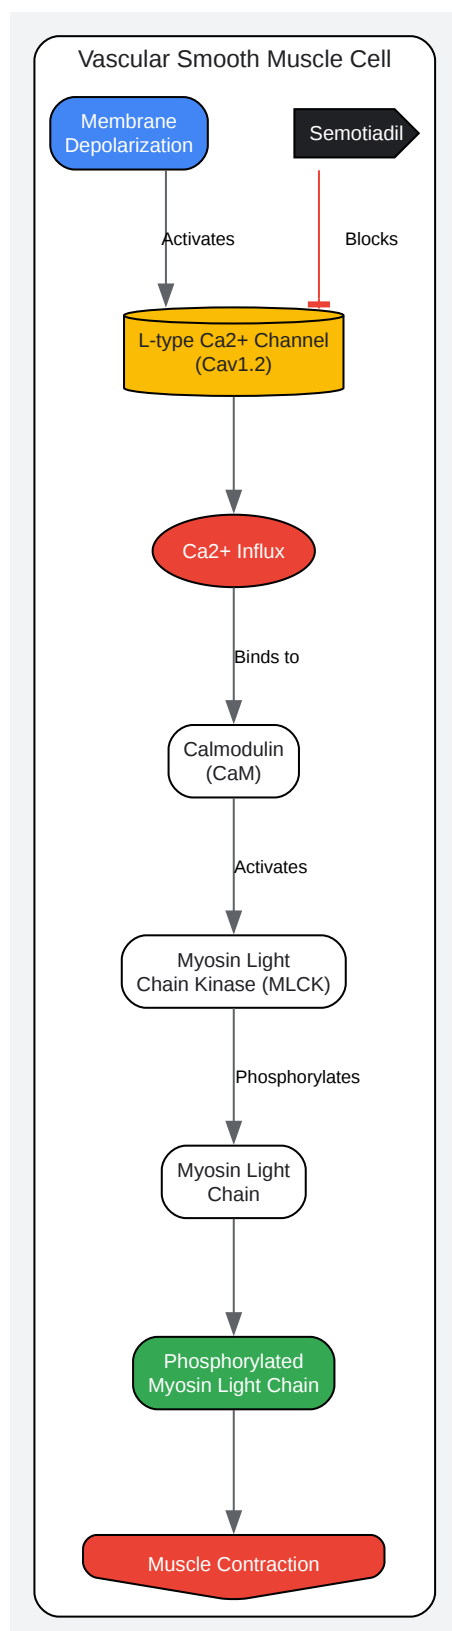 Vascular Smooth Muscle Cell
Membrane
Depolarization
Semotiadil
Activates
Blocks
L-type Ca2+ Channel
(Cav1.2)
Ca2+ Influx
Binds to
Calmodulin
(CaM)
Activates
Myosin Light
Chain Kinase (MLCK)
Phosphorylates
Myosin Light
Chain
Phosphorylated
Myosin Light Chain
Muscle Contraction